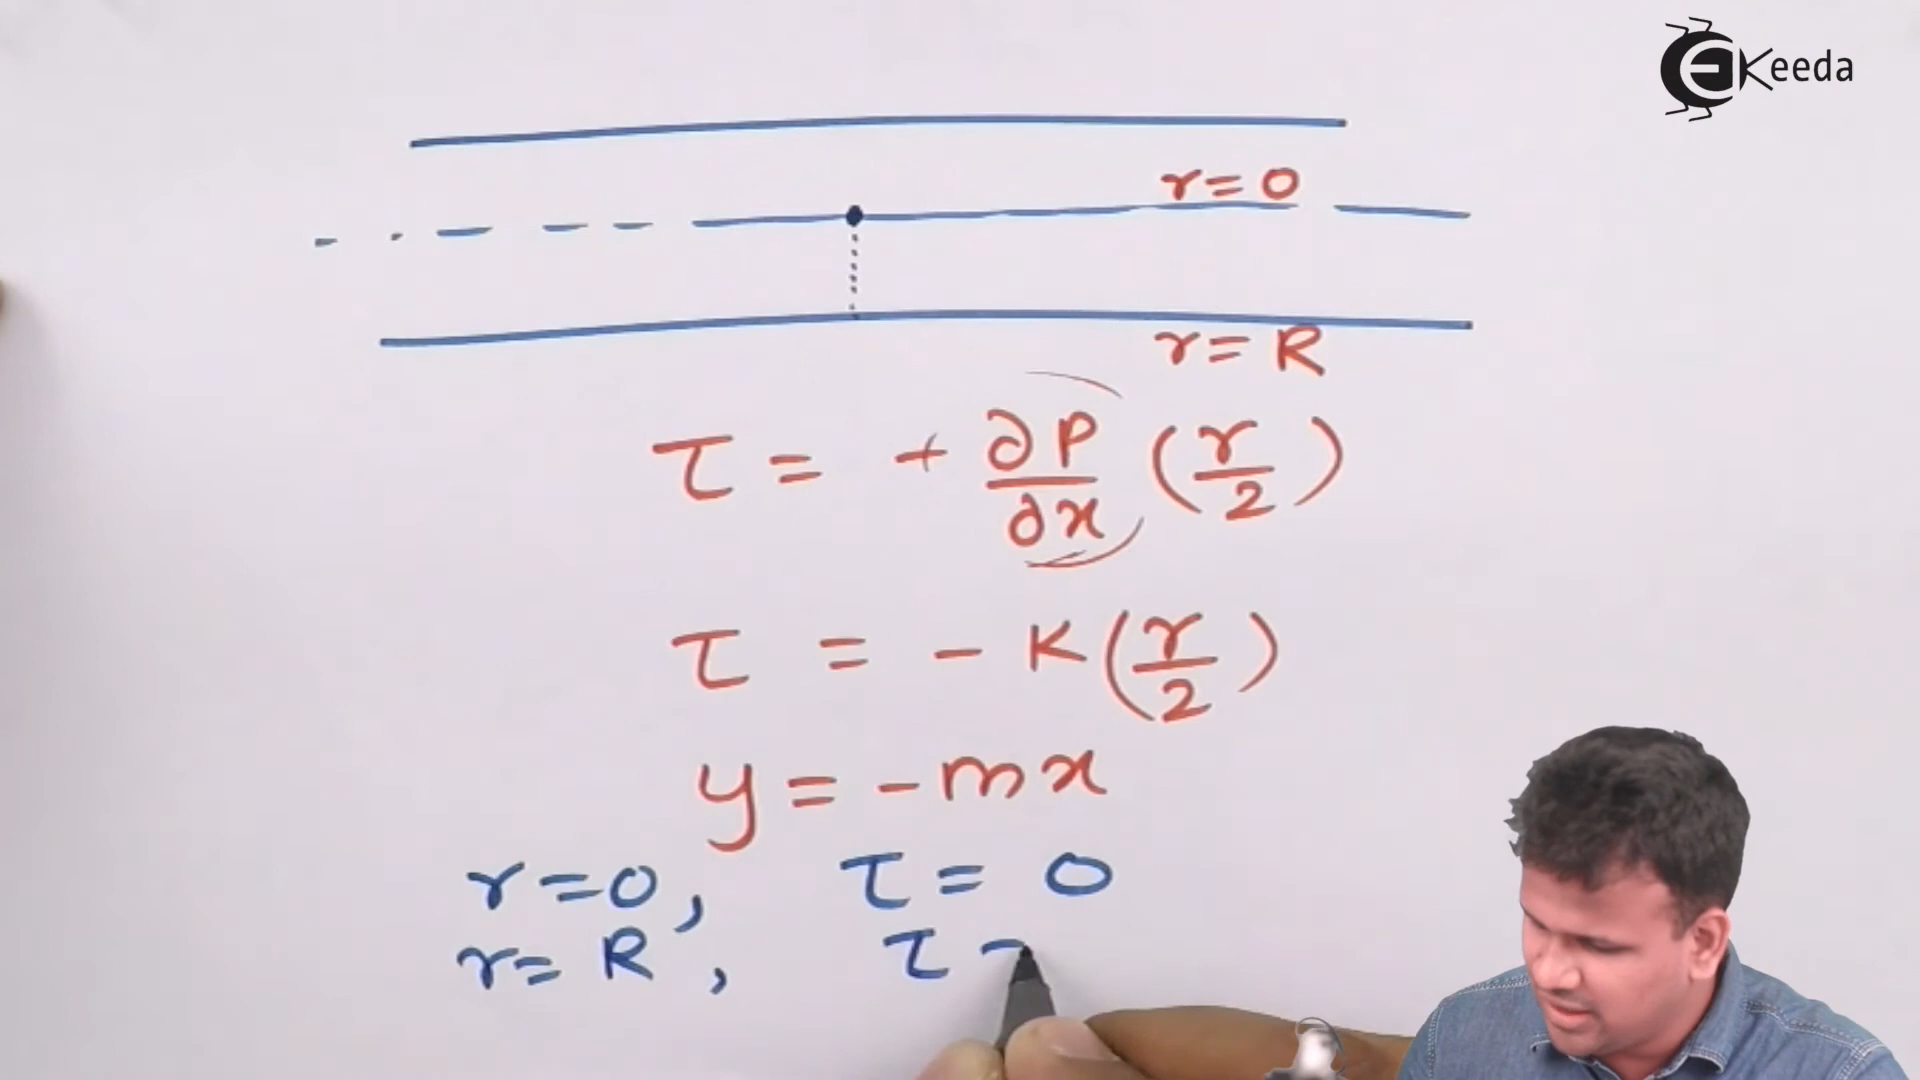 EKeeda
r = 0
r = R
τ = + ∂P/∂x (r/2)
τ = - K (r/2)
y = - mx
r = 0 , τ = 0
r = R , τ =